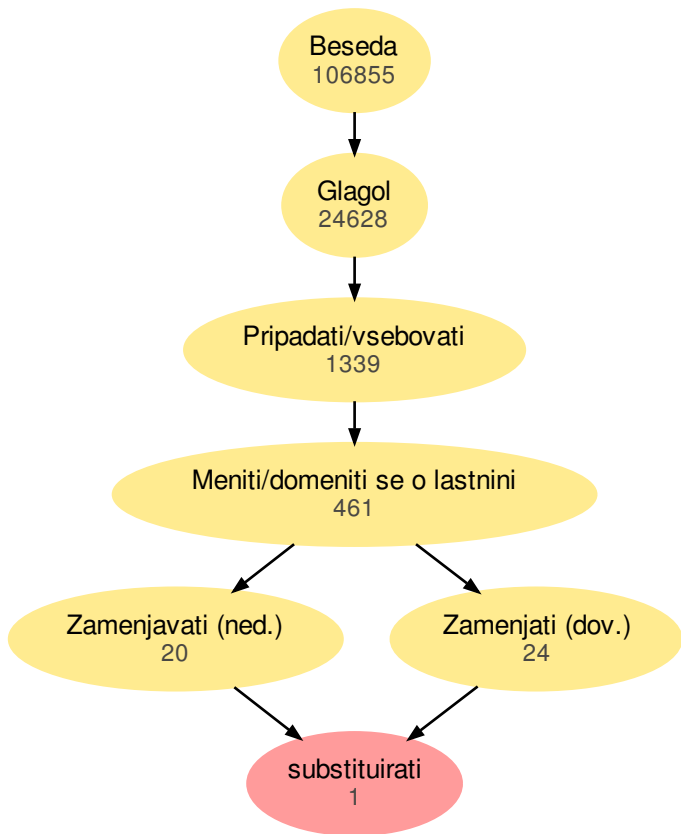 Beseda
106855
Glagol
24628
Pripadati/vsebovati
1339
Meniti/domeniti se o lastnini
461
Zamenjavati (ned.)
20
Zamenjati (dov.)
24
substituirati
1